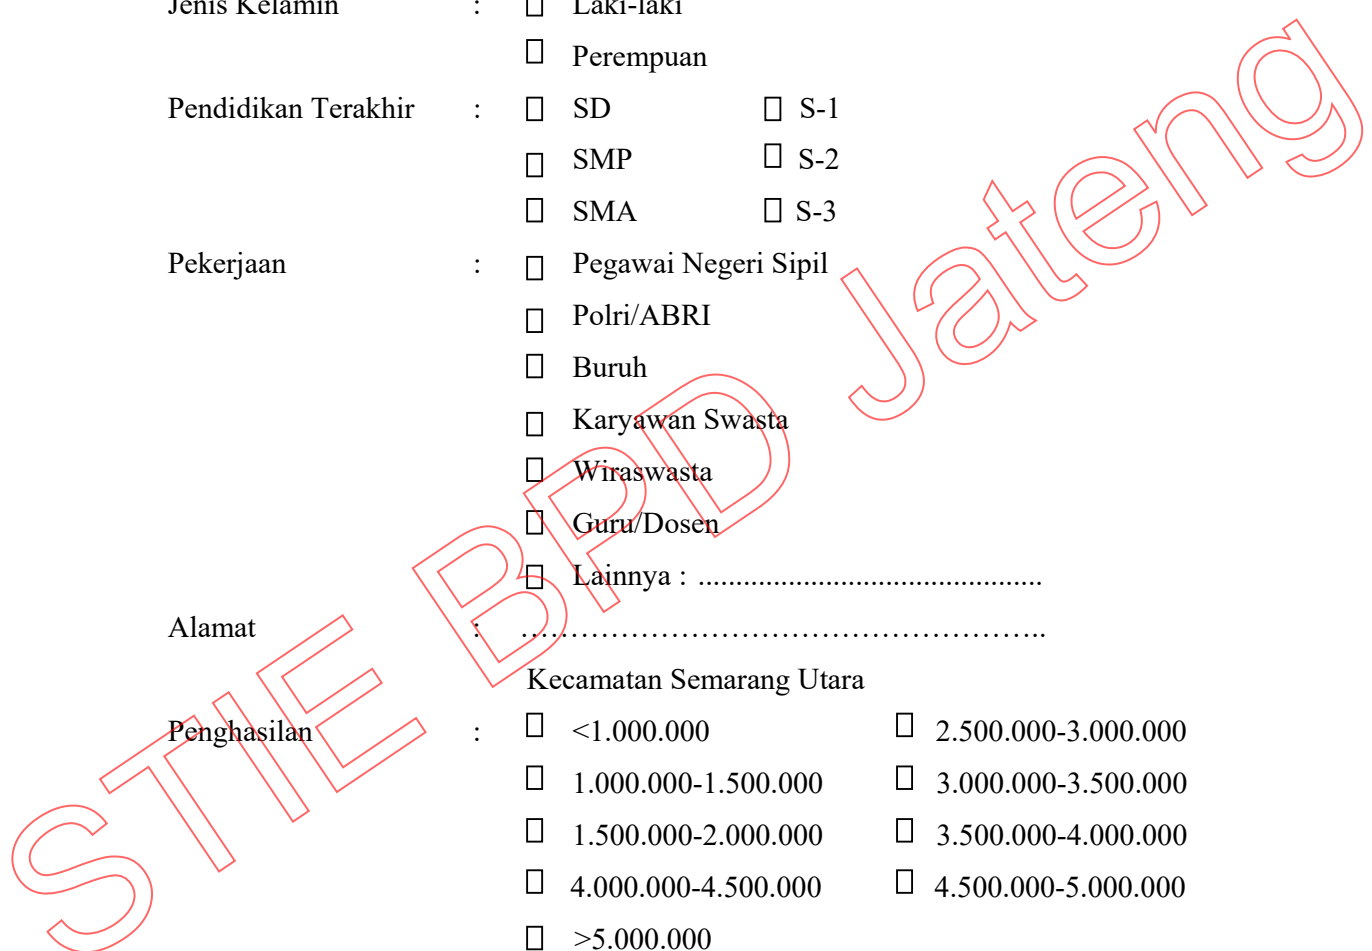 Jenis Kelamin : □ Laki-laki
□ Perempuan
Pendidikan Terakhir : □ SD □ S-1
□ SMP □ S-2
□ SMA □ S-3
Pekerjaan : □ Pegawai Negeri Sipil
□ Polri/ABRI
□ Buruh
□ Karyawan Swasta
□ Wiraswasta
□ Guru/Dosen
□ Lainnya : ..............................................
Alamat : ……………………………………………..
Kecamatan Semarang Utara
Penghasilan : □ <1.000.000 □ 2.500.000-3.000.000
□ 1.000.000-1.500.000 □ 3.000.000-3.500.000
□ 1.500.000-2.000.000 □ 3.500.000-4.000.000
□ 4.000.000-4.500.000 □ 4.500.000-5.000.000
□ >5.000.000
STIE BPD Jateng